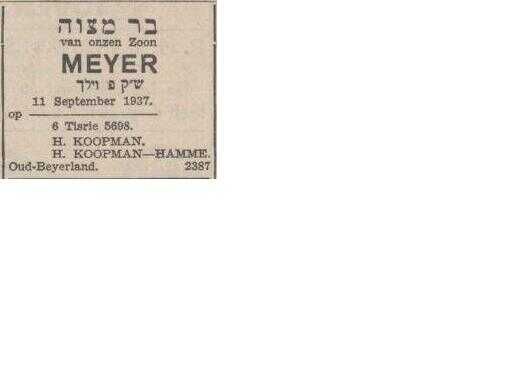 בר מצוה
van onzen Zoon
MEYER
ש״ק פ וילך
11 September 1937.
op
6 Tisrie 5698.
H. KOOPMAN.
H. KOOPMAN—HAMME.
Oud-Beyerland. 2387